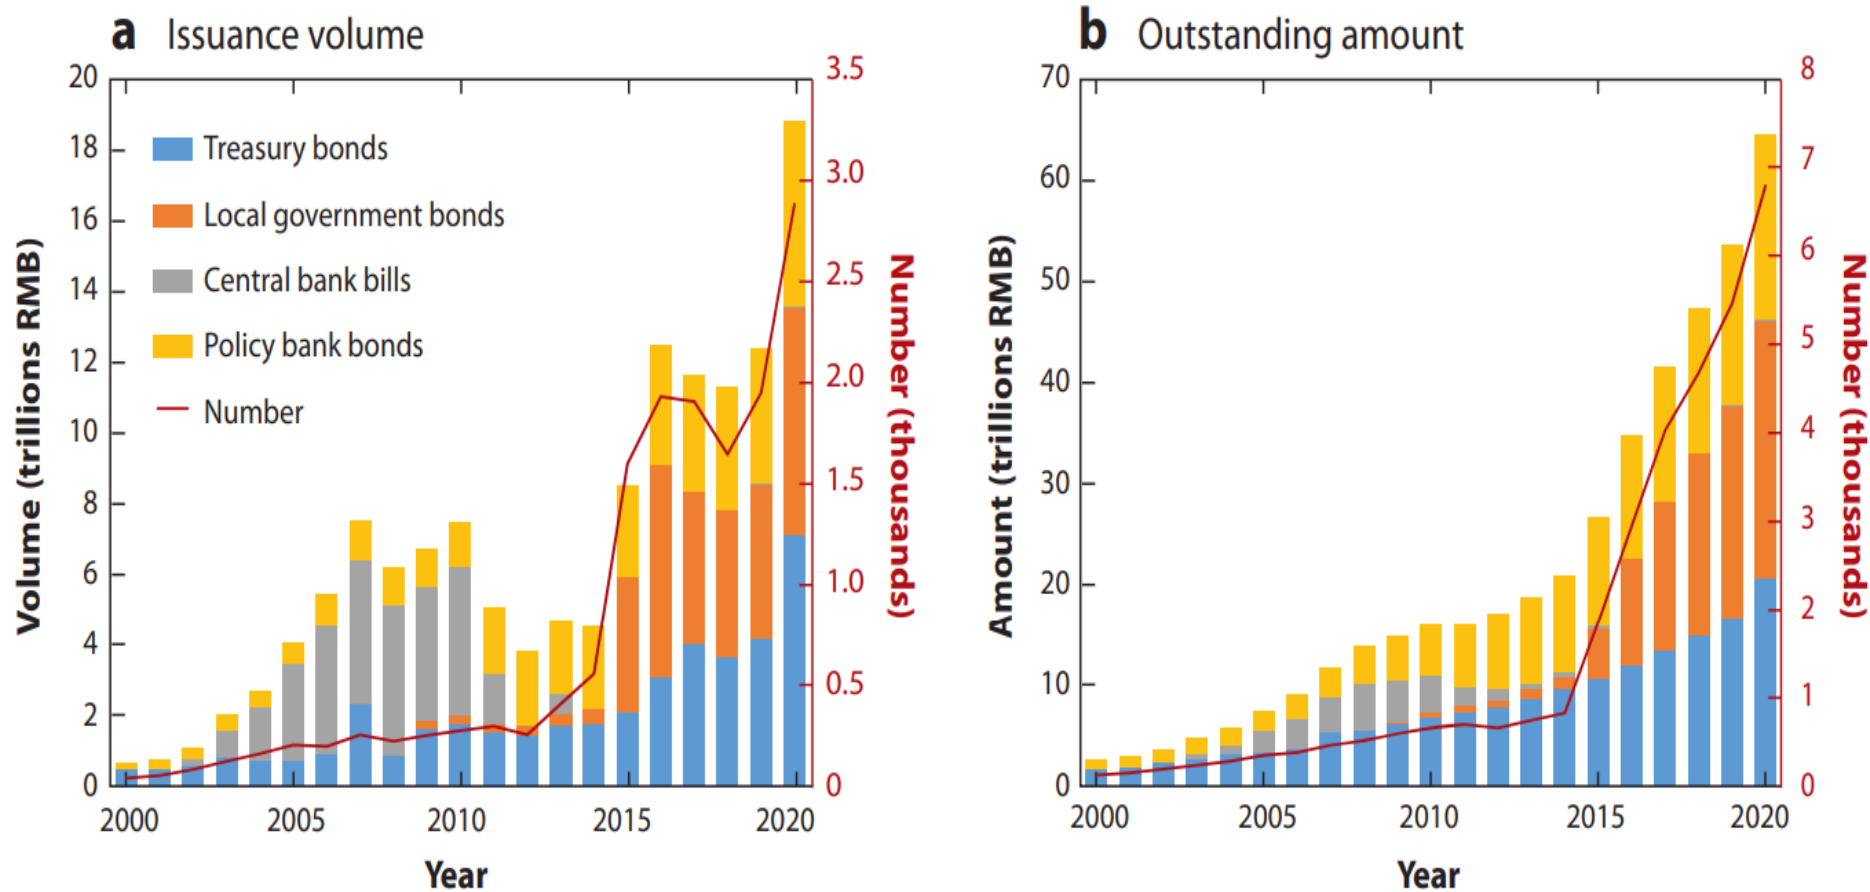 a Issuance volume
20
18
16
14
12
10
8
6
4
2
0
Volume (trillions RMB)
Treasury bonds
Local government bonds
Central bank bills
Policy bank bonds
Number
3.5
3.0
2.5
2.0
1.5
1.0
0.5
0
Number (thousands)
2000 2005 2010 2015 2020
Year
b Outstanding amount
70
60
50
40
30
20
10
0
Amount (trillions RMB)
8
7
6
5
4
3
2
1
0
Number (thousands)
2000 2005 2010 2015 2020
Year